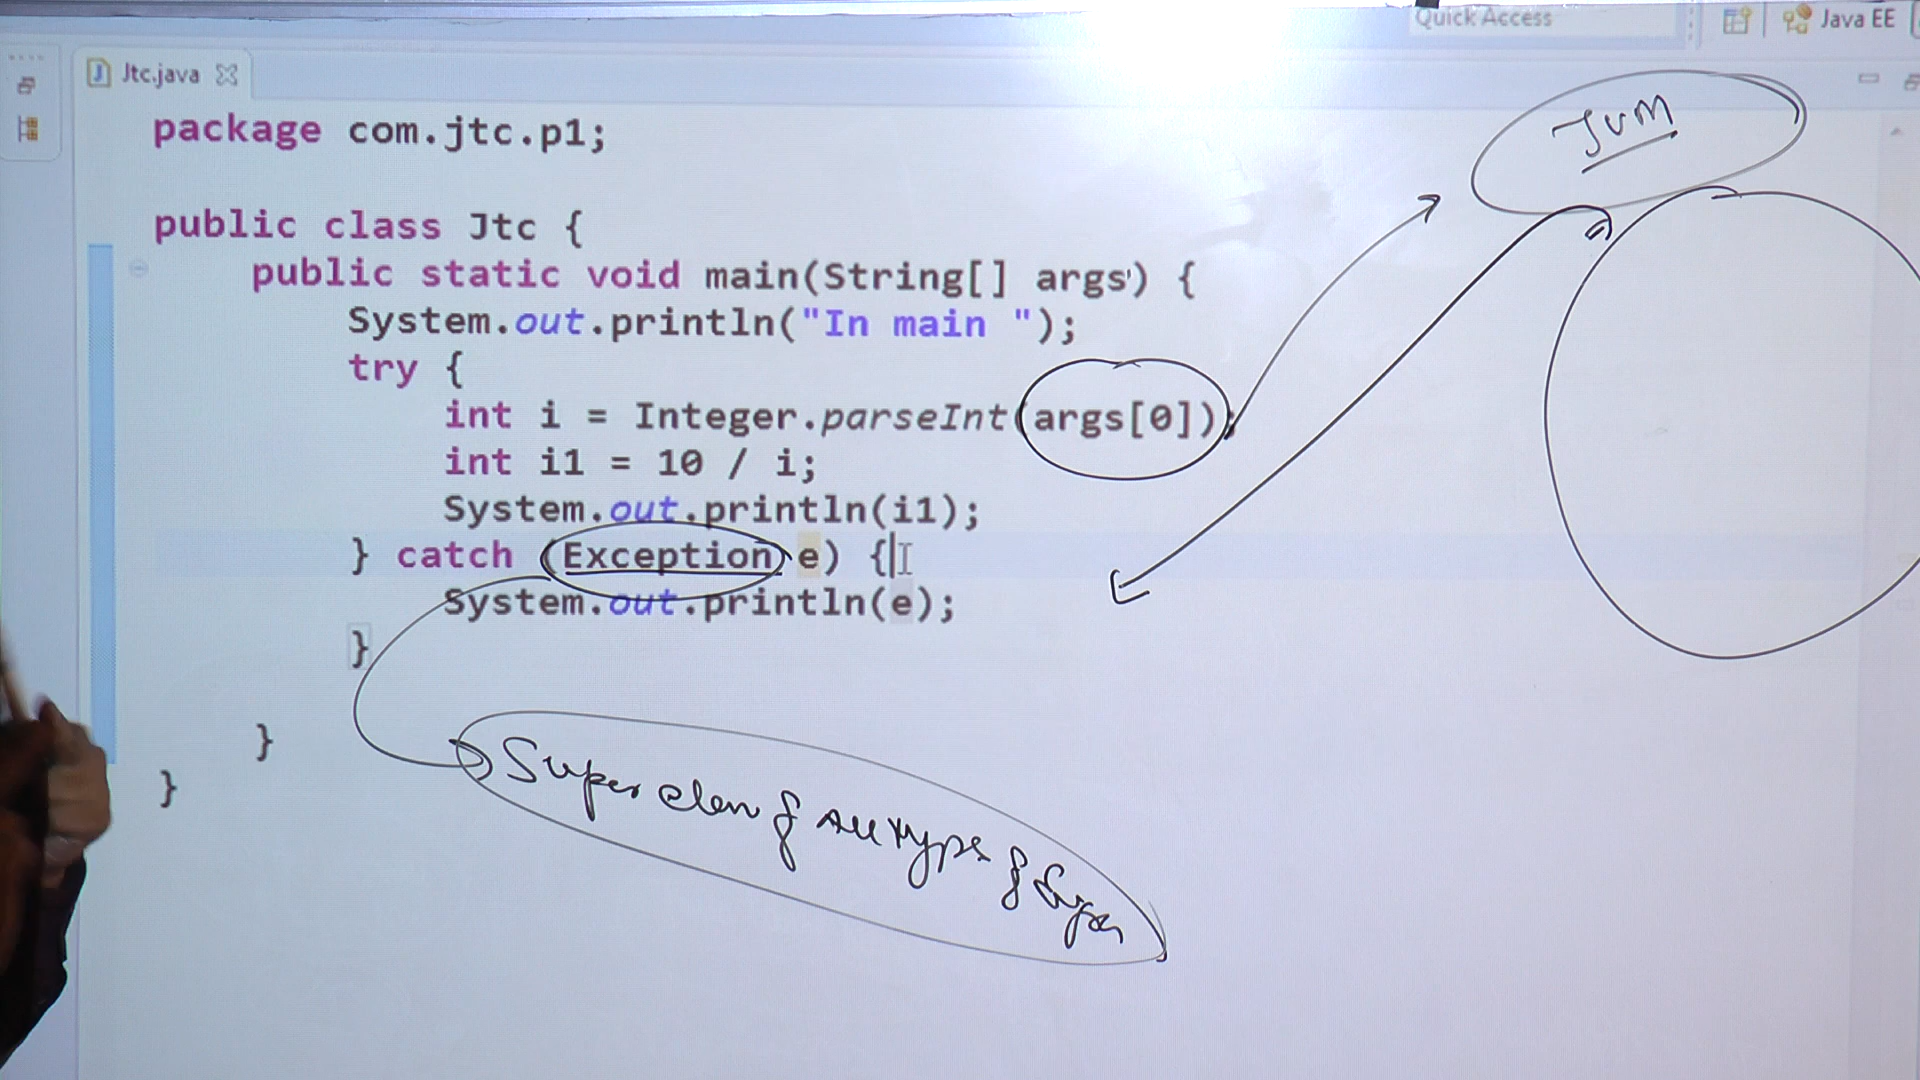 Quick Access
Java EE
Jtc.java
package com.jtc.p1;
public class Jtc {
public static void main(String[] args) {
System.out.println("In main ");
try {
int i = Integer.parseInt(args[0]);
int i1 = 10 / i;
System.out.println(i1);
} catch (Exception e) {
System.out.println(e);
}
}
}
JVM
Super class of all types of